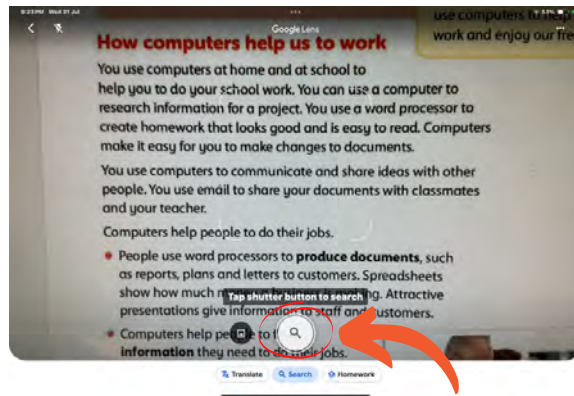 8:23 PM Wed 31 Jul
Google Lens
use computers to help
work and enjoy our fre
How computers help us to work
You use computers at home and at school to
help you to do your school work. You can use a computer to
research information for a project. You use a word processor to
create homework that looks good and is easy to read. Computers
make it easy for you to make changes to documents.
You use computers to communicate and share ideas with other
people. You use email to share your documents with classmates
and your teacher.
Computers help people to do their jobs.
People use word processors to produce documents, such
as reports, plans and letters to customers. Spreadsheets
show how much ing. Attractive
Tap shutter button to search
presentations give information to staff and customers.
Computers help people to
information they need to do their jobs.
Translate Search Homework